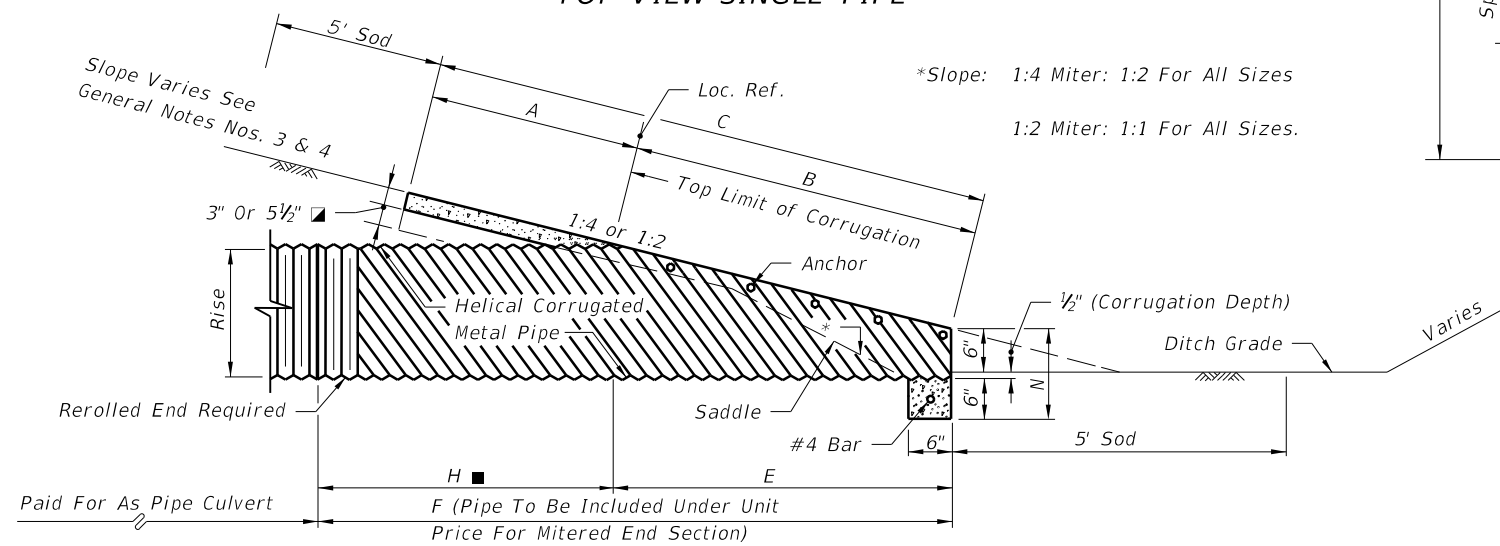 TOP VIEW-SINGLE PIPE
5' Sod
Slope Varies See
General Notes Nos. 3 & 4
A
Loc. Ref.
C
*Slope: 1:4 Miter: 1:2 For All Sizes
1:2 Miter: 1:1 For All Sizes.
B
Top Limit of Corrugation
3" Or 5½" ◪
1:4 or 1:2
Anchor
Rise
Helical Corrugated
Metal Pipe
*
½" (Corrugation Depth)
Varies
Ditch Grade
6"
N
6"
Rerolled End Required
Saddle
#4 Bar
6"
5' Sod
H ■
E
Paid For As Pipe Culvert
F (Pipe To Be Included Under Unit
Price For Mitered End Section)